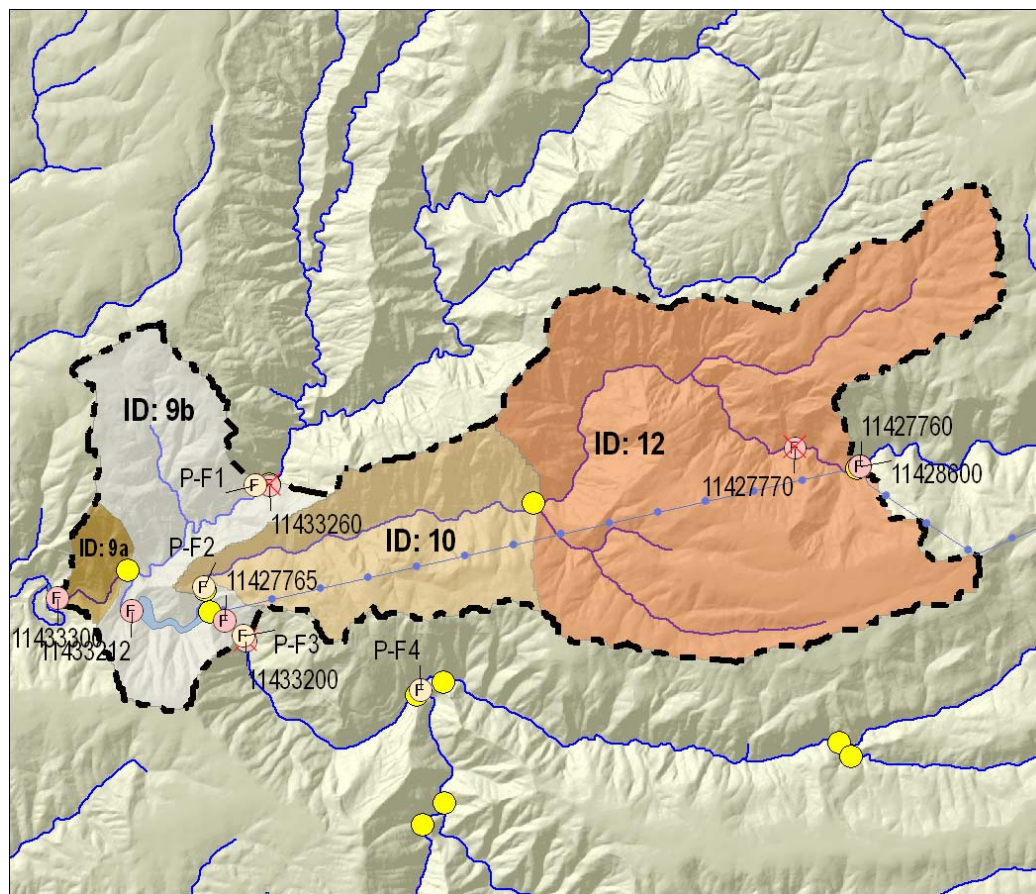 ID: 9b
ID: 12
11427760
P-F1
F
F
F
F
11427770
11428600
11433260
P-F2
ID: 10
ID: 9a
F
11427765
F
F
F
F
P-F3
P-F4
11433300
11433212
11433200
F